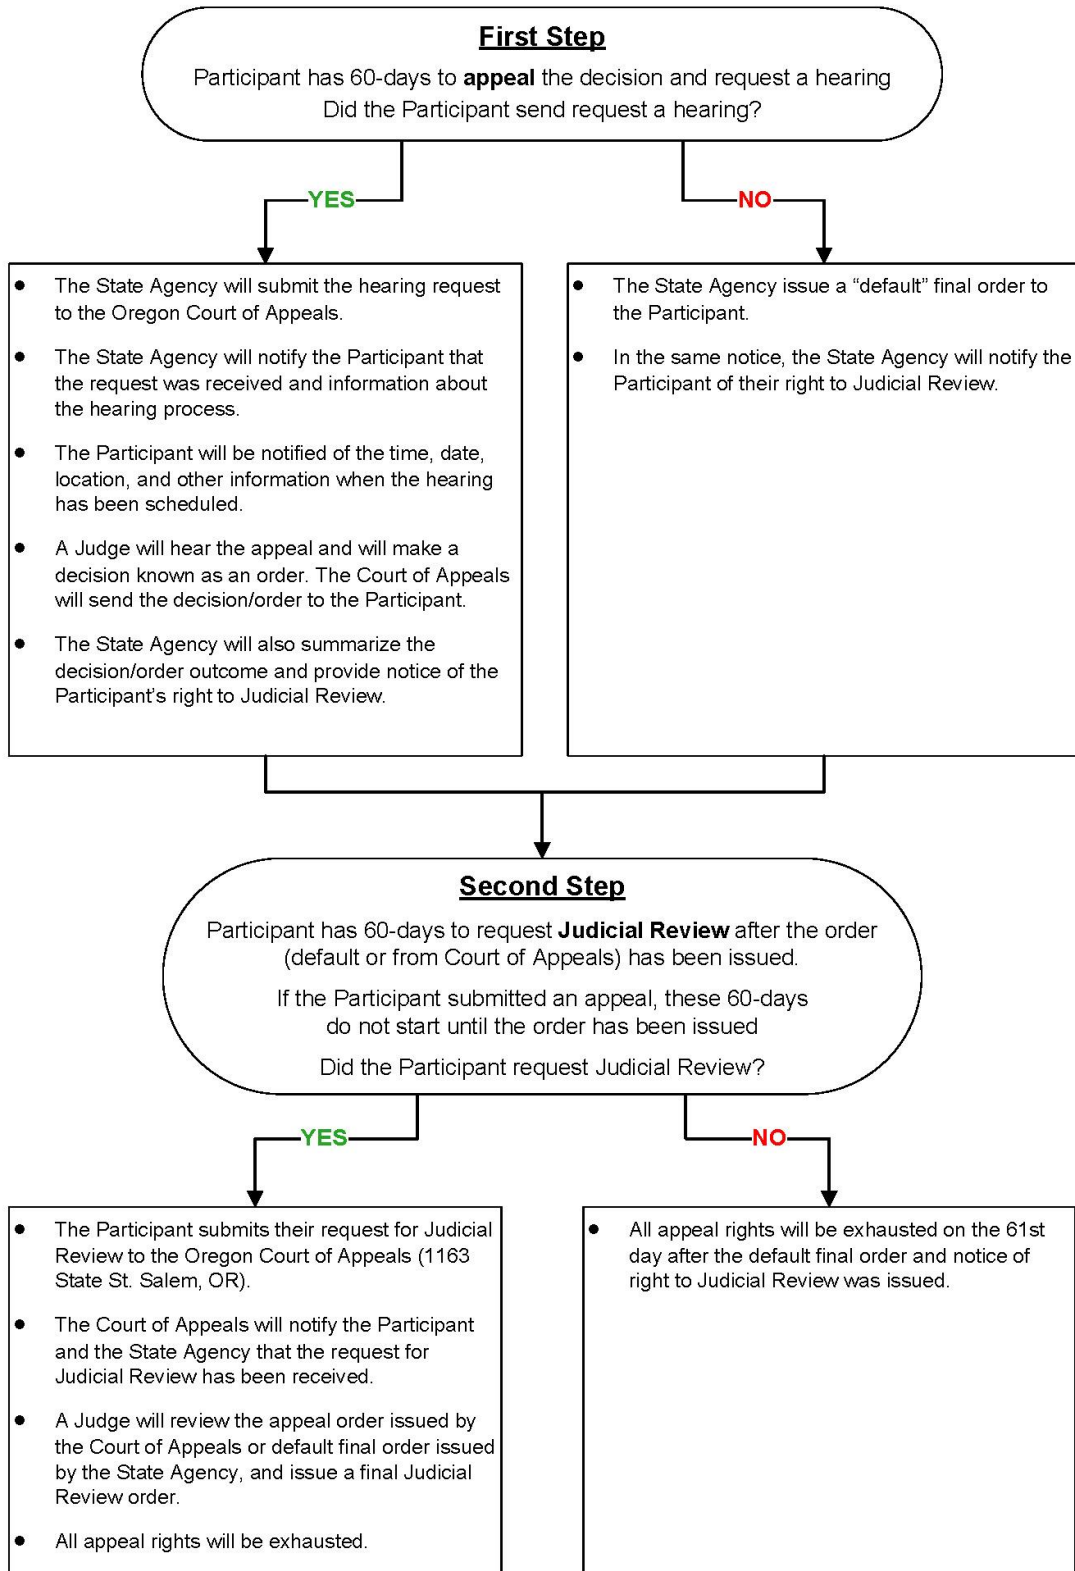 First Step
Participant has 60-days to appeal the decision and request a hearing
Did the Participant send request a hearing?
YES
NO
● The State Agency will submit the hearing request
to the Oregon Court of Appeals.
● The State Agency will notify the Participant that
the request was received and information about
the hearing process.
● The Participant will be notified of the time, date,
location, and other information when the hearing
has been scheduled.
● A Judge will hear the appeal and will make a
decision known as an order. The Court of Appeals
will send the decision/order to the Participant.
● The State Agency will also summarize the
decision/order outcome and provide notice of the
Participant's right to Judicial Review.
● The State Agency issue a “default” final order to
the Participant.
● In the same notice, the State Agency will notify the
Participant of their right to Judicial Review.
Second Step
Participant has 60-days to request Judicial Review after the order
(default or from Court of Appeals) has been issued.
If the Participant submitted an appeal, these 60-days
do not start until the order has been issued
Did the Participant request Judicial Review?
YES
NO
● The Participant submits their request for Judicial
Review to the Oregon Court of Appeals (1163
State St. Salem, OR).
● The Court of Appeals will notify the Participant
and the State Agency that the request for
Judicial Review has been received.
● A Judge will review the appeal order issued by
the Court of Appeals or default final order issued
by the State Agency, and issue a final Judicial
Review order.
● All appeal rights will be exhausted.
● All appeal rights will be exhausted on the 61st
day after the default final order and notice of
right to Judicial Review was issued.